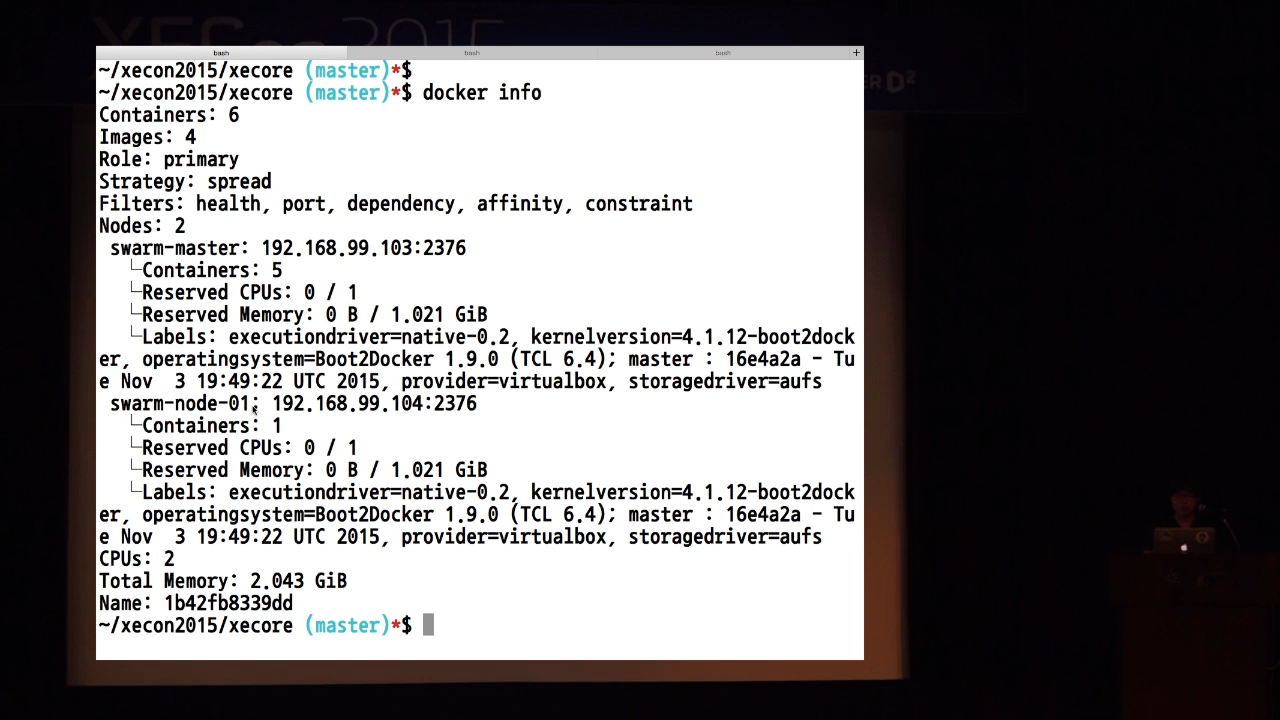 XECon 2015
ER D2
bash bash bash +
~/xecon2015/xecore (master)*$
~/xecon2015/xecore (master)*$ docker info
Containers: 6
Images: 4
Role: primary
Strategy: spread
Filters: health, port, dependency, affinity, constraint
Nodes: 2
swarm-master: 192.168.99.103:2376
└Containers: 5
└Reserved CPUs: 0 / 1
└Reserved Memory: 0 B / 1.021 GiB
└Labels: executiondriver=native-0.2, kernelversion=4.1.12-boot2dock
er, operatingsystem=Boot2Docker 1.9.0 (TCL 6.4); master : 16e4a2a - Tu
e Nov  3 19:49:22 UTC 2015, provider=virtualbox, storagedriver=aufs
swarm-node-01: 192.168.99.104:2376
└Containers: 1
└Reserved CPUs: 0 / 1
└Reserved Memory: 0 B / 1.021 GiB
└Labels: executiondriver=native-0.2, kernelversion=4.1.12-boot2dock
er, operatingsystem=Boot2Docker 1.9.0 (TCL 6.4); master : 16e4a2a - Tu
e Nov  3 19:49:22 UTC 2015, provider=virtualbox, storagedriver=aufs
CPUs: 2
Total Memory: 2.043 GiB
Name: 1b42fb8339dd
~/xecon2015/xecore (master)*$